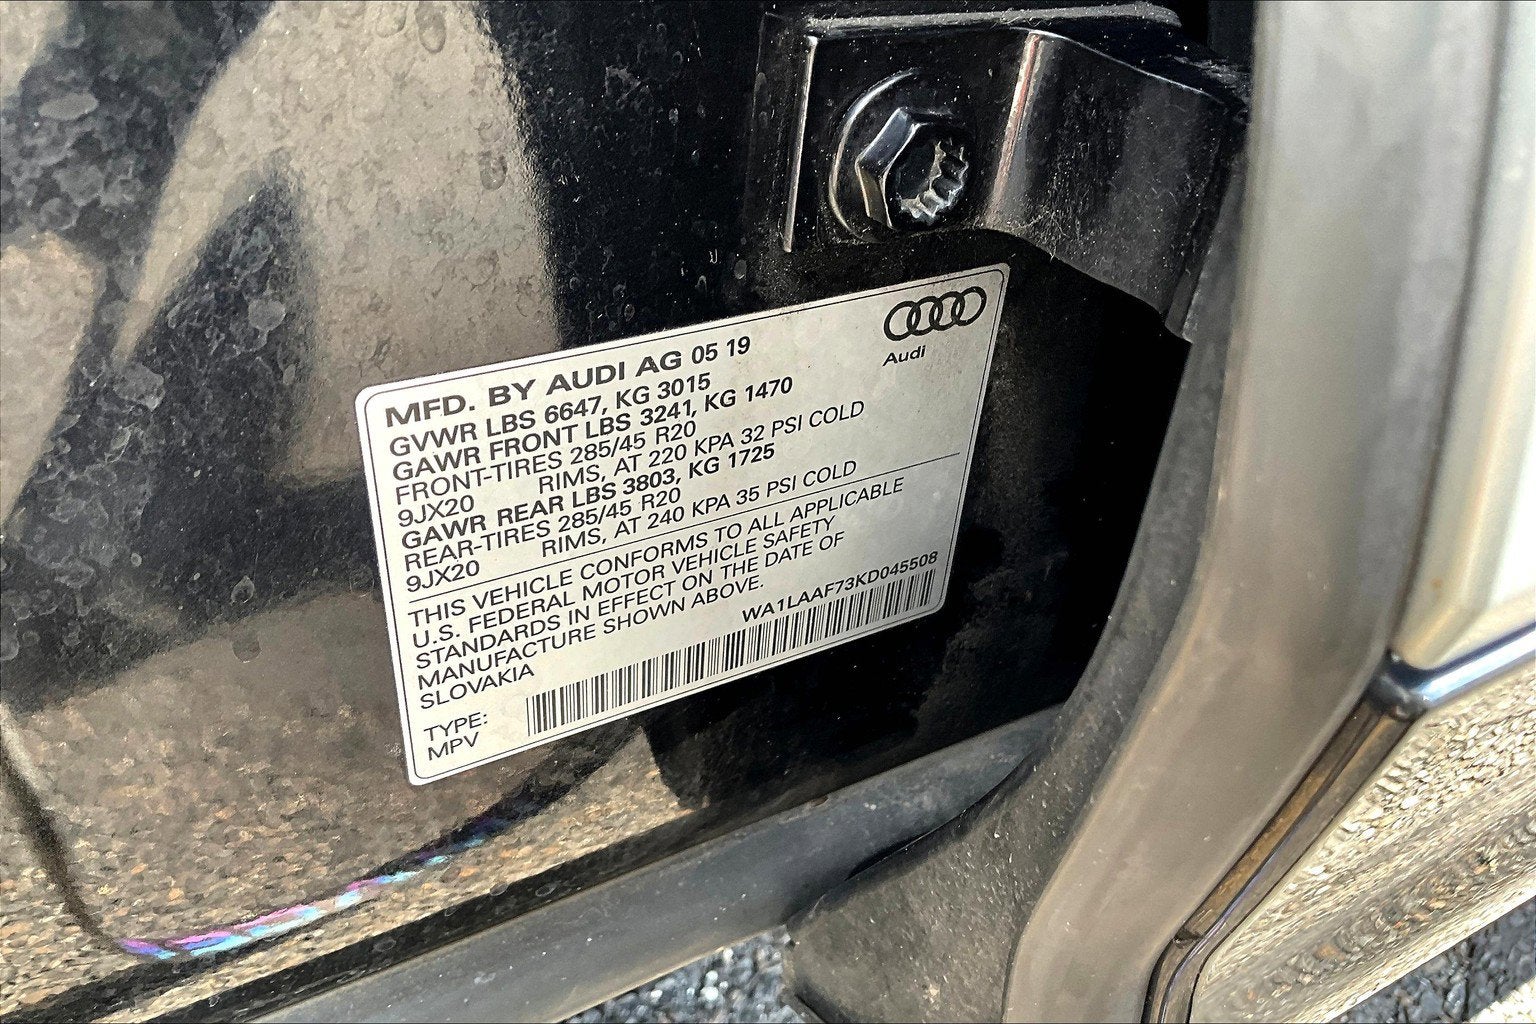 Audi
MFD. BY AUDI AG 05 19
GVWR LBS 6647, KG 3015
GAWR FRONT LBS 3241, KG 1470
FRONT-TIRES 285/45 R20
9JX20 RIMS, AT 220 KPA 32 PSI COLD
GAWR REAR LBS 3803, KG 1725
REAR-TIRES 285/45 R20
9JX20 RIMS, AT 240 KPA 35 PSI COLD
THIS VEHICLE CONFORMS TO ALL APPLICABLE
U.S. FEDERAL MOTOR VEHICLE SAFETY
STANDARDS IN EFFECT ON THE DATE OF
MANUFACTURE SHOWN ABOVE.
SLOVAKIA WA1LAAF73KD045508
TYPE:
MPV